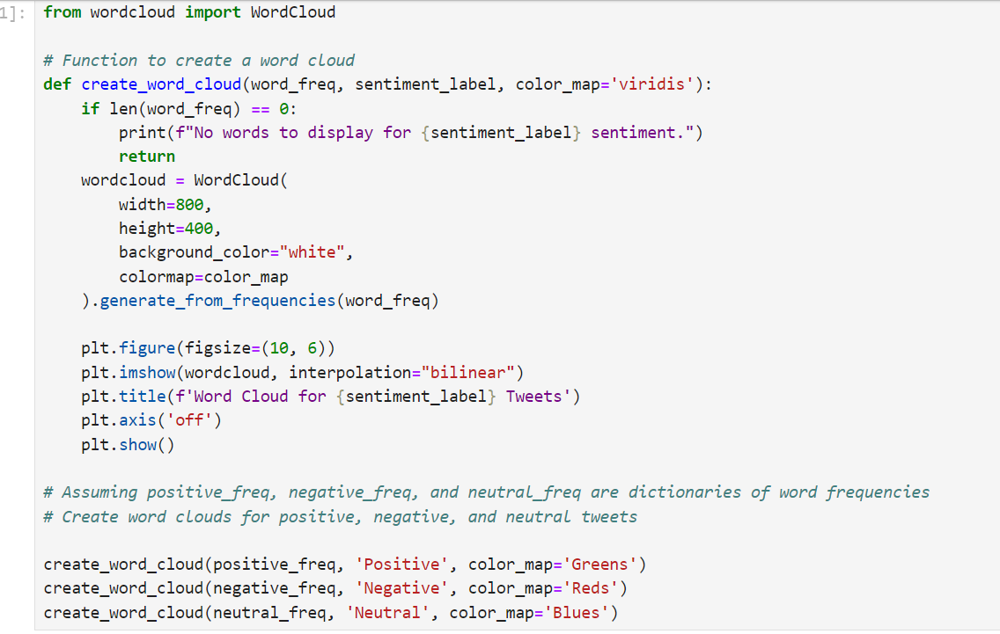 1]:
from wordcloud import WordCloud
# Function to create a word cloud
def create_word_cloud(word_freq, sentiment_label, color_map='viridis'):
    if len(word_freq) == 0:
        print(f"No words to display for {sentiment_label} sentiment.")
        return
    wordcloud = WordCloud(
        width=800,
        height=400,
        background_color="white",
        colormap=color_map
    ).generate_from_frequencies(word_freq)
    plt.figure(figsize=(10, 6))
    plt.imshow(wordcloud, interpolation="bilinear")
    plt.title(f'Word Cloud for {sentiment_label} Tweets')
    plt.axis('off')
    plt.show()
# Assuming positive_freq, negative_freq, and neutral_freq are dictionaries of word frequencies
# Create word clouds for positive, negative, and neutral tweets
create_word_cloud(positive_freq, 'Positive', color_map='Greens')
create_word_cloud(negative_freq, 'Negative', color_map='Reds')
create_word_cloud(neutral_freq, 'Neutral', color_map='Blues')